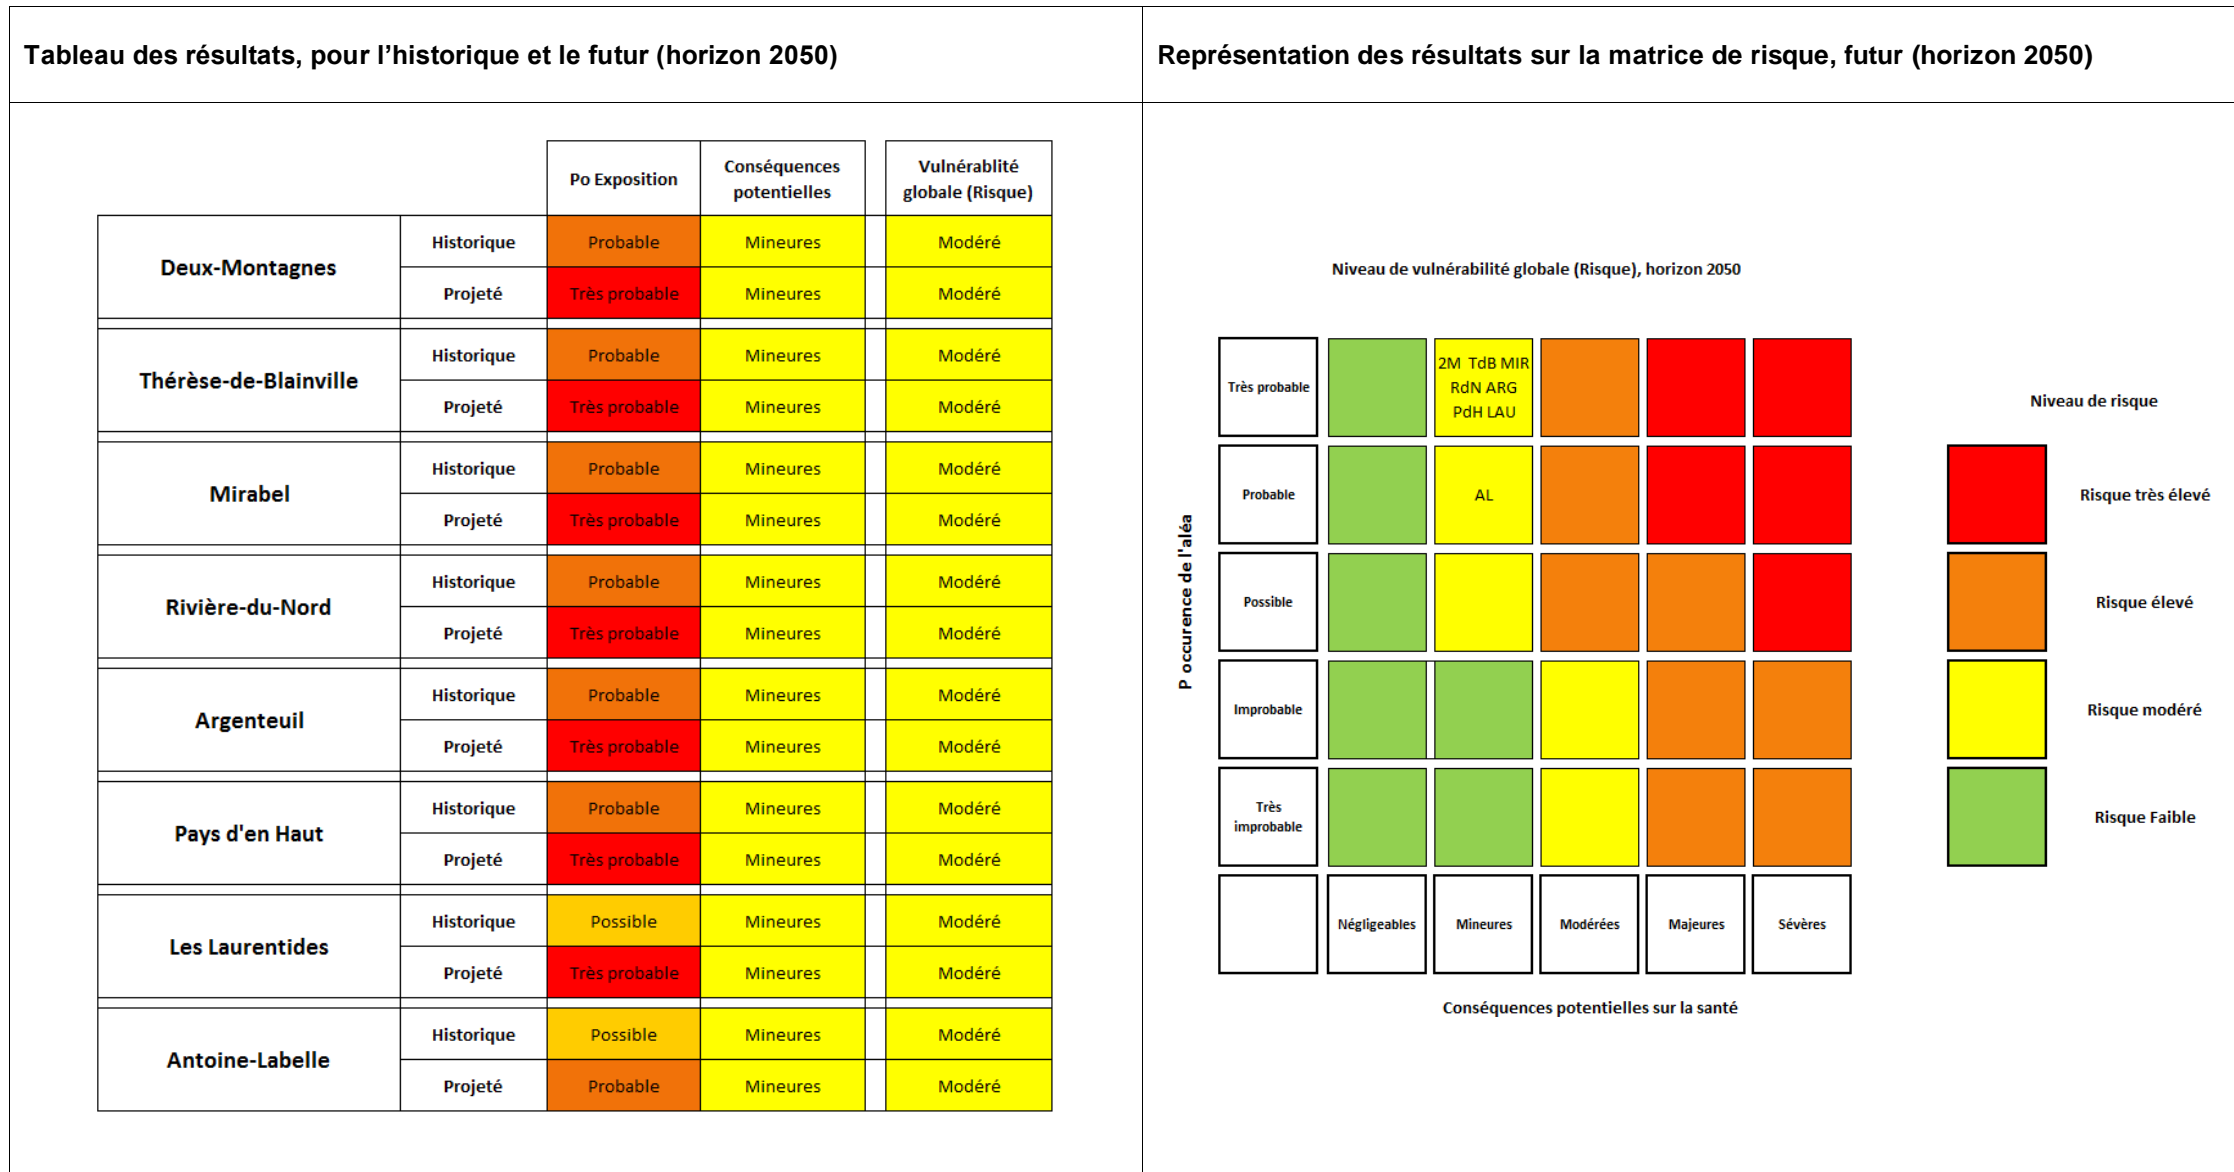 Tableau des résultats, pour l'historique et le futur (horizon 2050)
Représentation des résultats sur la matrice de risque, futur (horizon 2050)
Po Exposition
Conséquences
potentielles
Vulnérablité
globale (Risque)
Deux-Montagnes
Historique
Probable
Mineures
Modéré
Projeté
Très probable
Mineures
Modéré
Thérèse-de-Blainville
Historique
Probable
Mineures
Modéré
Projeté
Très probable
Mineures
Modéré
Mirabel
Historique
Probable
Mineures
Modéré
Projeté
Très probable
Mineures
Modéré
Rivière-du-Nord
Historique
Probable
Mineures
Modéré
Projeté
Très probable
Mineures
Modéré
Argenteuil
Historique
Probable
Mineures
Modéré
Projeté
Très probable
Mineures
Modéré
Pays d'en Haut
Historique
Probable
Mineures
Modéré
Projeté
Très probable
Mineures
Modéré
Les Laurentides
Historique
Possible
Mineures
Modéré
Projeté
Très probable
Mineures
Modéré
Antoine-Labelle
Historique
Possible
Mineures
Modéré
Projeté
Probable
Mineures
Modéré
Niveau de vulnérabilité globale (Risque), horizon 2050
P occurence de l'aléa
Très probable
2M TdB MIR
RdN ARG
PdH LAU
Probable
AL
Possible
Improbable
Très
improbable
Négligeables
Mineures
Modérées
Majeures
Sévères
Conséquences potentielles sur la santé
Niveau de risque
Risque très élevé
Risque élevé
Risque modéré
Risque Faible